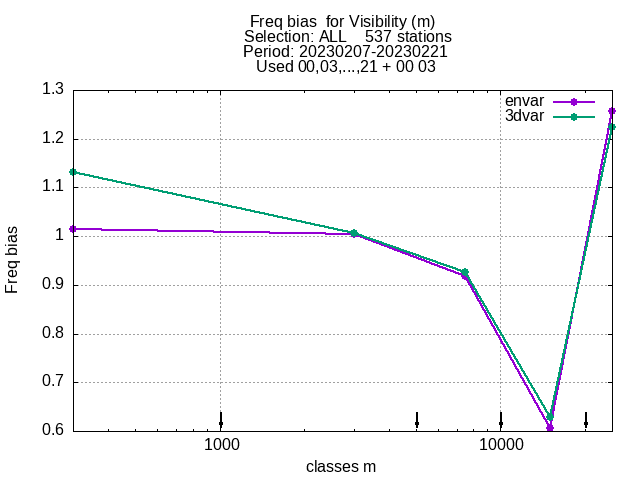 Freq bias  for Visibility (m)
Selection: ALL    537 stations
Period: 20230207-20230221
Used 00,03,...,21 + 00 03
envar
3dvar
1.3
1.2
1.1
1
0.9
0.8
0.7
0.6
Freq bias
1000
10000
classes m